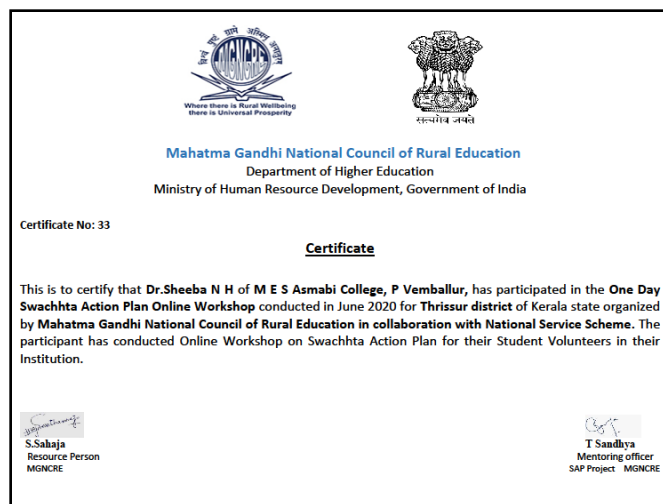 विश्वं पुष्टं ग्रामे अस्मिन् अनातुरम्
MGNCRE
Where there is Rural Wellbeing
there is Universal Prosperity
सत्यमेव जयते
Mahatma Gandhi National Council of Rural Education
Department of Higher Education
Ministry of Human Resource Development, Government of India
Certificate No: 33
Certificate
This is to certify that Dr.Sheeba N H of M E S Asmabi College, P Vemballur, has participated in the One Day
Swachhta Action Plan Online Workshop conducted in June 2020 for Thrissur district of Kerala state organized
by Mahatma Gandhi National Council of Rural Education in collaboration with National Service Scheme. The
participant has conducted Online Workshop on Swachhta Action Plan for their Student Volunteers in their
Institution.
S.Sahaja
Resource Person
MGNCRE
T Sandhya
Mentoring officer
SAP Project MGNCRE